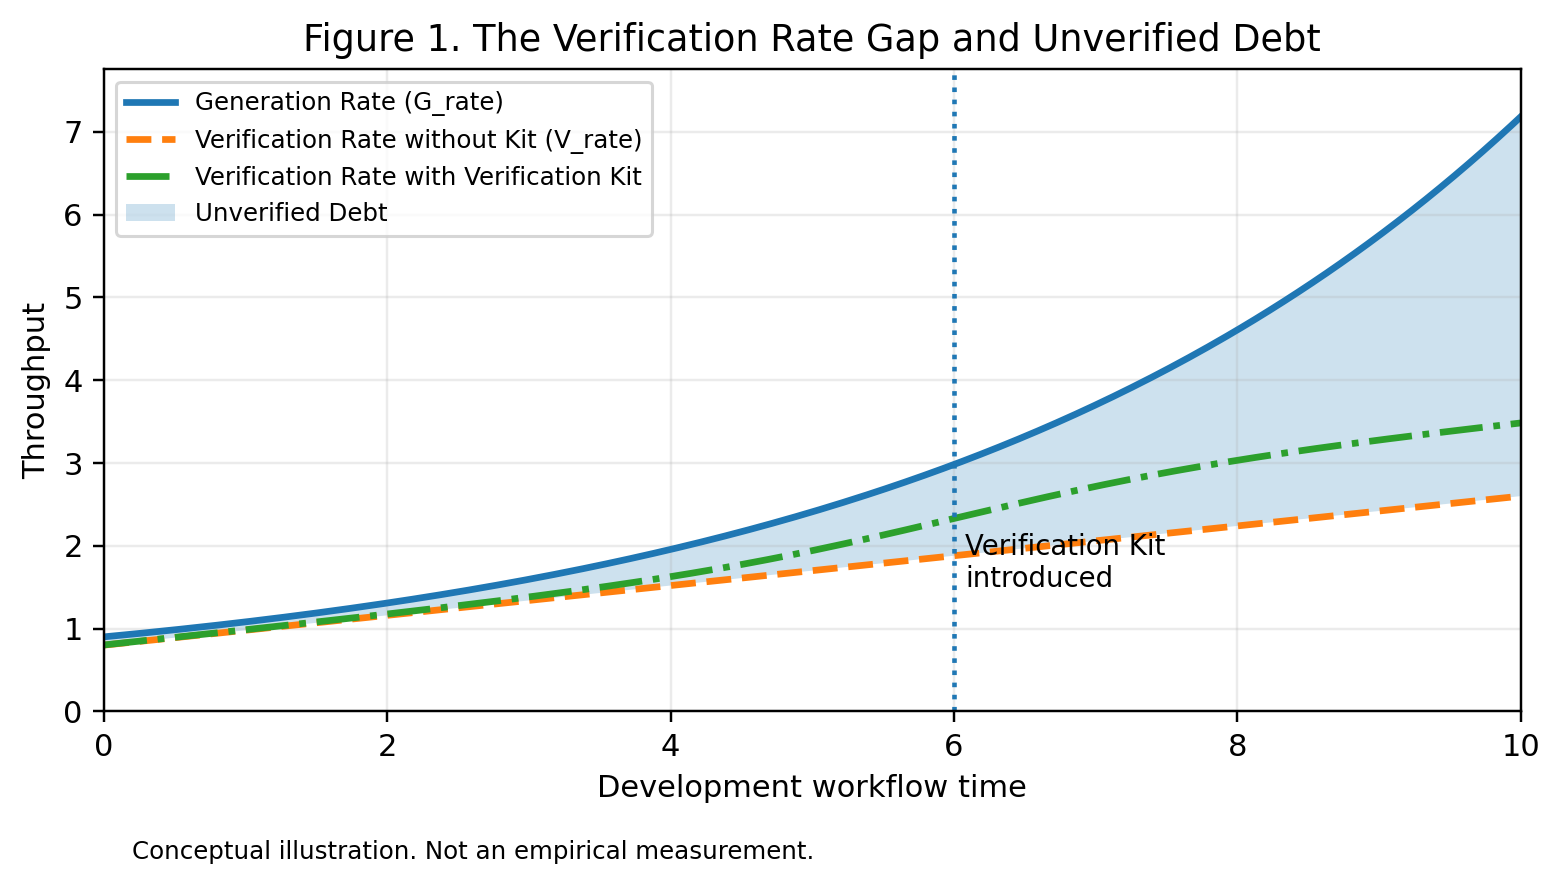 Figure 1. The Verification Rate Gap and Unverified Debt
Generation Rate (G_rate)
Verification Rate without Kit (V_rate)
Verification Rate with Verification Kit
Unverified Debt
Throughput
7
6
5
4
3
2
1
0
Verification Kit
introduced
0 2 4 6 8 10
Development workflow time
Conceptual illustration. Not an empirical measurement.